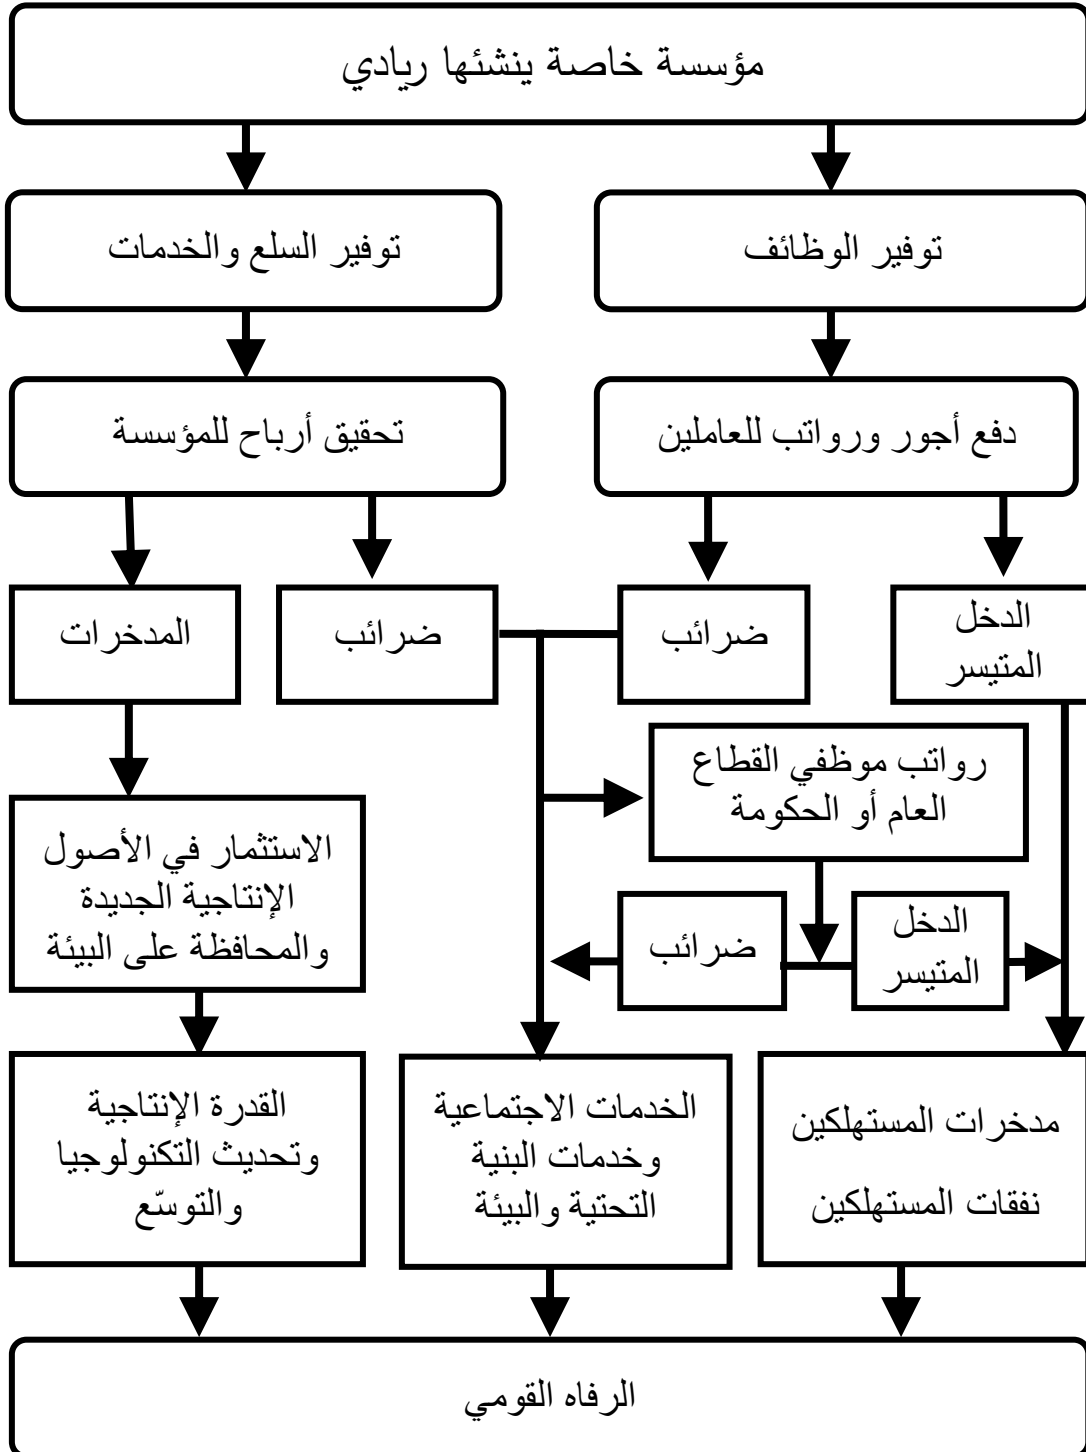 مؤسسة خاصة ينشئها ريادي
توفير الوظائف
توفير السلع والخدمات
دفع أجور ورواتب للعاملين
تحقيق أرباح للمؤسسة
الدخل
المتيسر
ضرائب
ضرائب
المدخرات
رواتب موظفي القطاع
العام أو الحكومة
الاستثمار في الأصول
الإنتاجية الجديدة
والمحافظة على البيئة
الدخل
المتيسر
ضرائب
مدخرات المستهلكين
نفقات المستهلكين
الخدمات الاجتماعية
وخدمات البنية
التحتية والبيئة
القدرة الإنتاجية
وتحديث التكنولوجيا
والتوسّع
الرفاه القومي